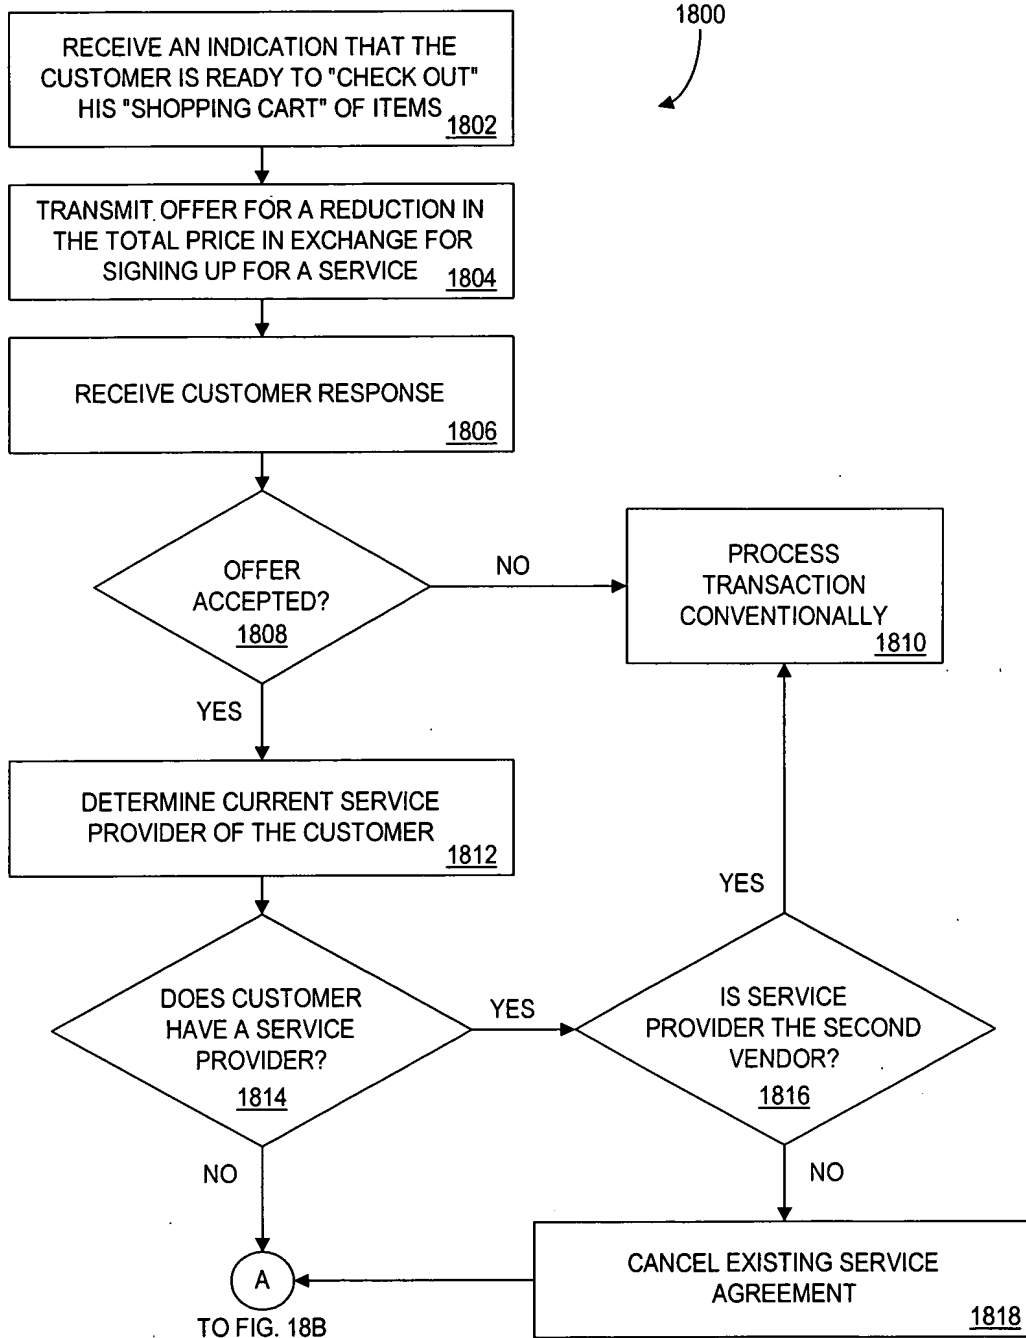 1800
RECEIVE AN INDICATION THAT THE
CUSTOMER IS READY TO "CHECK OUT"
HIS "SHOPPING CART" OF ITEMS
1802
TRANSMIT OFFER FOR A REDUCTION IN
THE TOTAL PRICE IN EXCHANGE FOR
SIGNING UP FOR A SERVICE
1804
RECEIVE CUSTOMER RESPONSE
1806
OFFER
ACCEPTED?
1808
NO
PROCESS
TRANSACTION
CONVENTIONALLY
1810
YES
DETERMINE CURRENT SERVICE
PROVIDER OF THE CUSTOMER
1812
YES
DOES CUSTOMER
HAVE A SERVICE
PROVIDER?
1814
YES
IS SERVICE
PROVIDER THE SECOND
VENDOR?
1816
NO
NO
CANCEL EXISTING SERVICE
AGREEMENT
1818
A
TO FIG. 18B